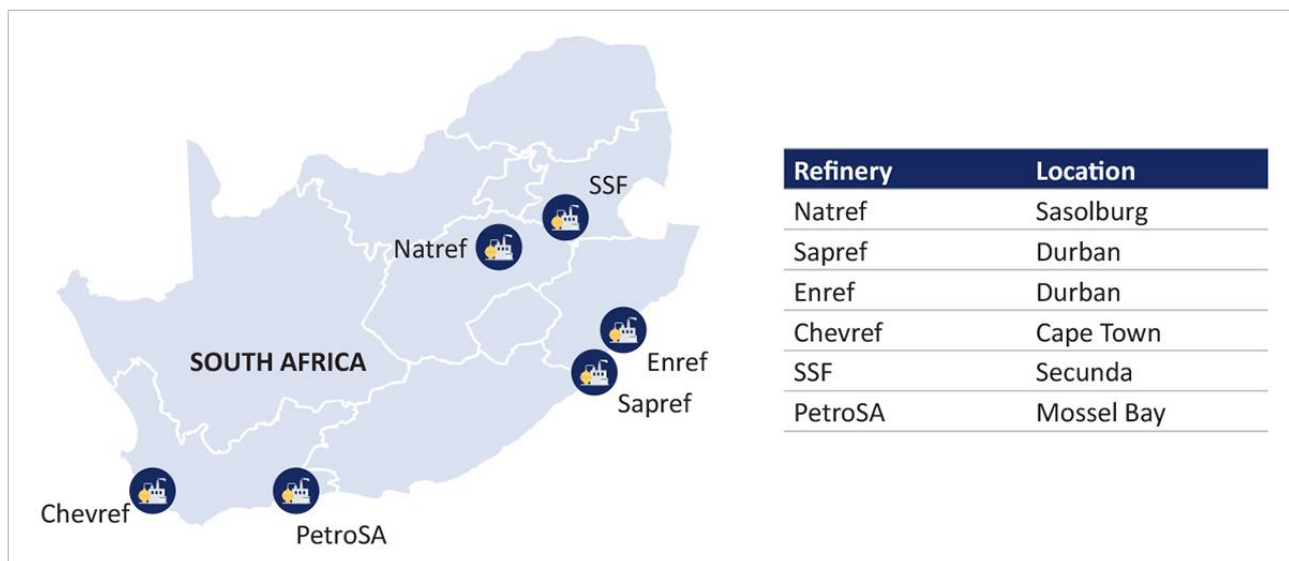 SSF
Natref
SOUTH AFRICA
Enref
Sapref
Chevref
PetroSA
Refinery Location
Natref Sasolburg
Sapref Durban
Enref Durban
Chevref Cape Town
SSF Secunda
PetroSA Mossel Bay